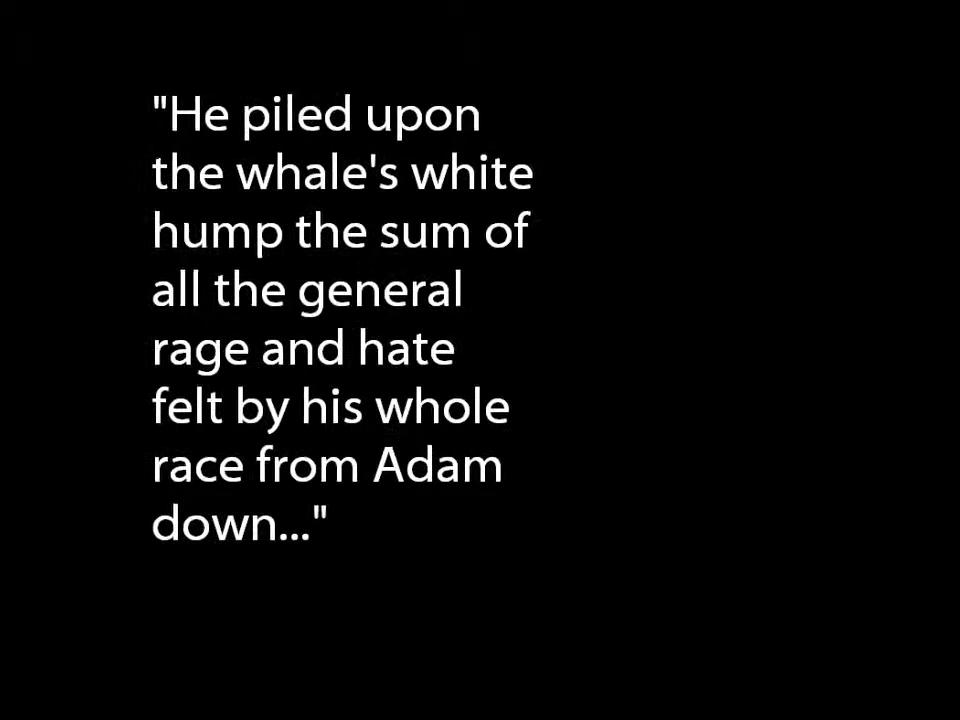 "He piled upon
the whale's white
hump the sum of
all the general
rage and hate
felt by his whole
race from Adam
down..."